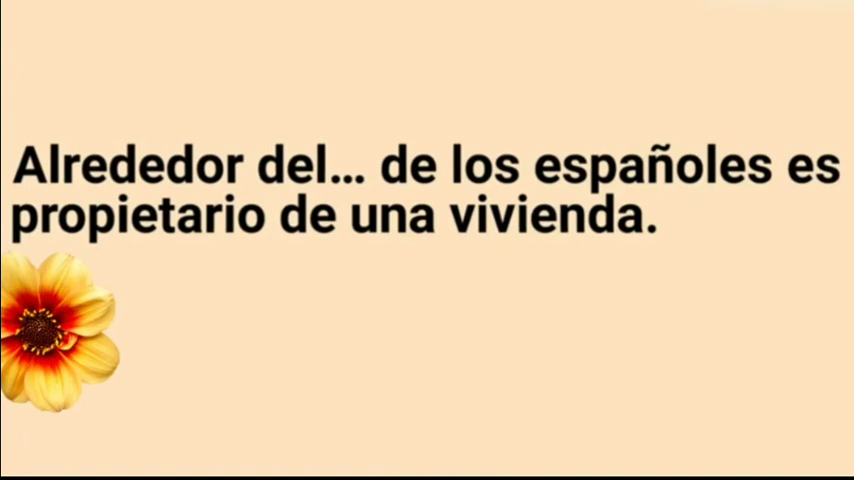 Alrededor del... de los españoles es
propietario de una vivienda.